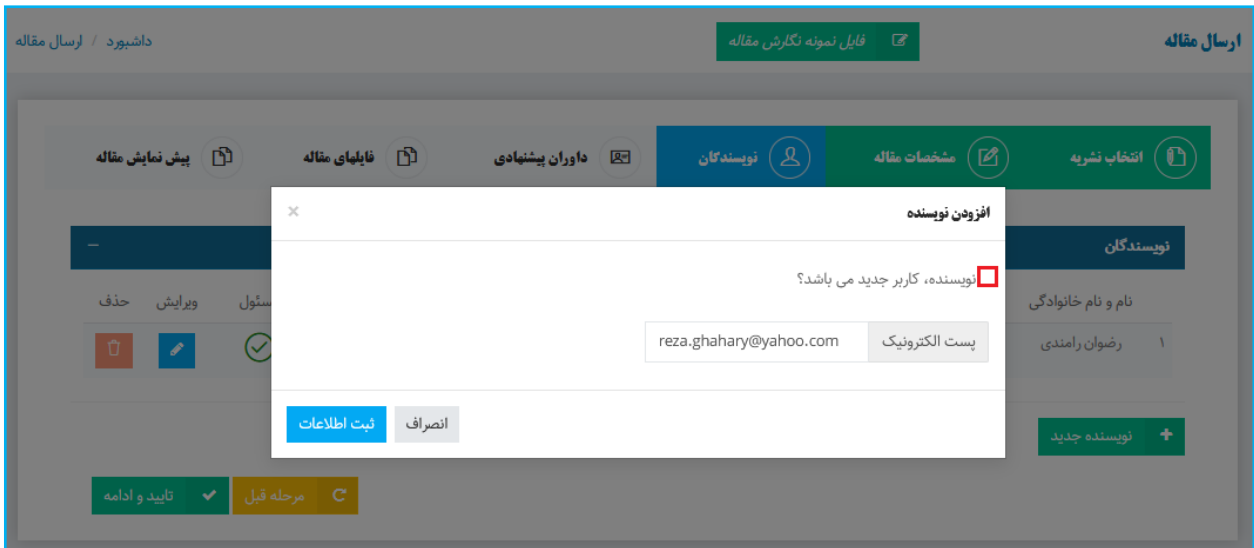 ارسال مقاله
فایل نمونه نگارش مقاله
داشبورد / ارسال مقاله
انتخاب نشریه
مشخصات مقاله
نویسندگان
داوران پیشنهادی
فایلهای مقاله
پیش نمایش مقاله
افزودن نویسنده
×
نویسنده، کاربر جدید می باشد؟
پست الکترونیک
reza.ghahary@yahoo.com
انصراف
ثبت اطلاعات
نویسندگان
نام و نام خانوادگی
ویرایش
حذف
۱
رضوان رامندی
نویسنده جدید
مرحله قبل
تایید و ادامه